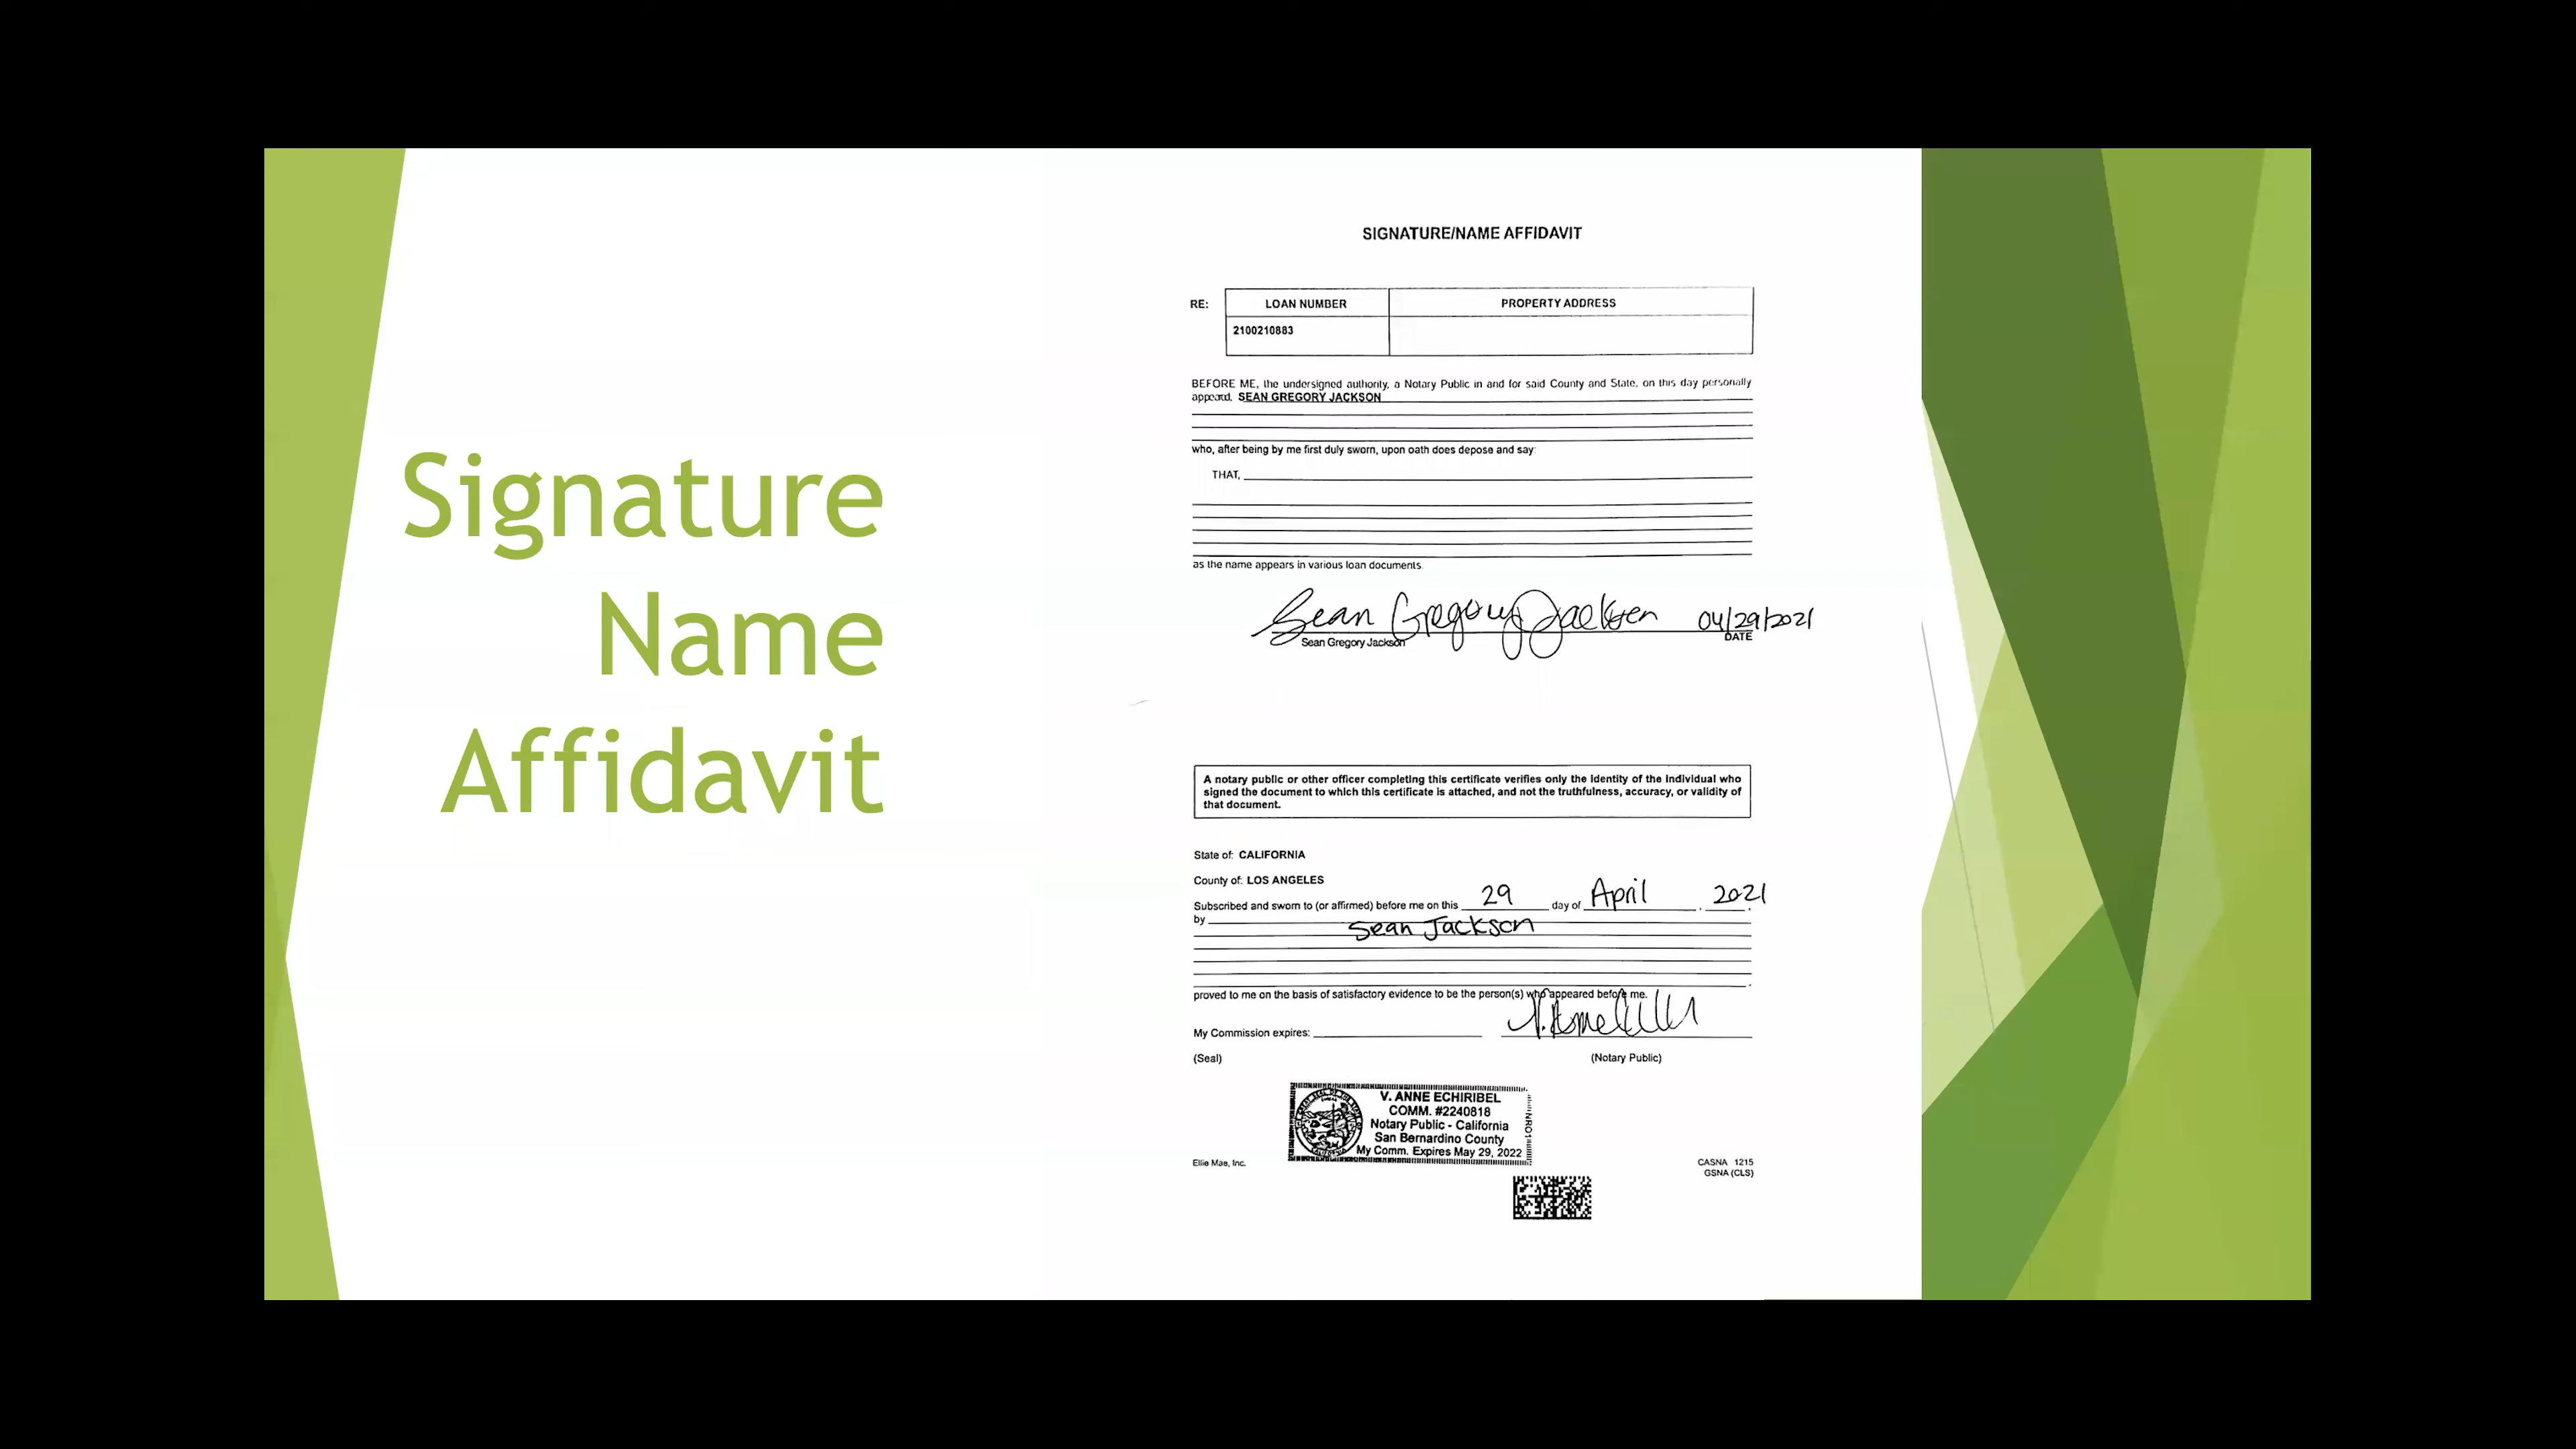 Signature
Name
Affidavit
SIGNATURE/NAME AFFIDAVIT
RE:
LOAN NUMBER
PROPERTY ADDRESS
2100210883
BEFORE ME, the undersigned authority, a Notary Public in and for said County and State, on this day personally
appeard, SEAN GREGORY JACKSON
who, after being by me first duly sworn, upon oath does depose and say:
THAT,
as the name appears in various loan documents.
Sean Gregory Jackson 04/29/2021
Sean Gregory Jackson
DATE
A notary public or other officer completing this certificate verifies only the identity of the individual who
signed the document to which this certificate is attached, and not the truthfulness, accuracy, or validity of
that document.
State of: CALIFORNIA
County of: LOS ANGELES
Subscribed and sworn to (or affirmed) before me on this 29 day of April, 2021
by Sean Jackson
proved to me on the basis of satisfactory evidence to be the person(s) who appeared before me.
My Commission expires:
(Seal)
(Notary Public)
V. ANNE ECHIRIBEL
COMM. #2240818
Notary Public - California
San Bernardino County
My Comm. Expires May 29, 2022
Ellie Mae, Inc.
CASNA 1215
GSNA (CLS)